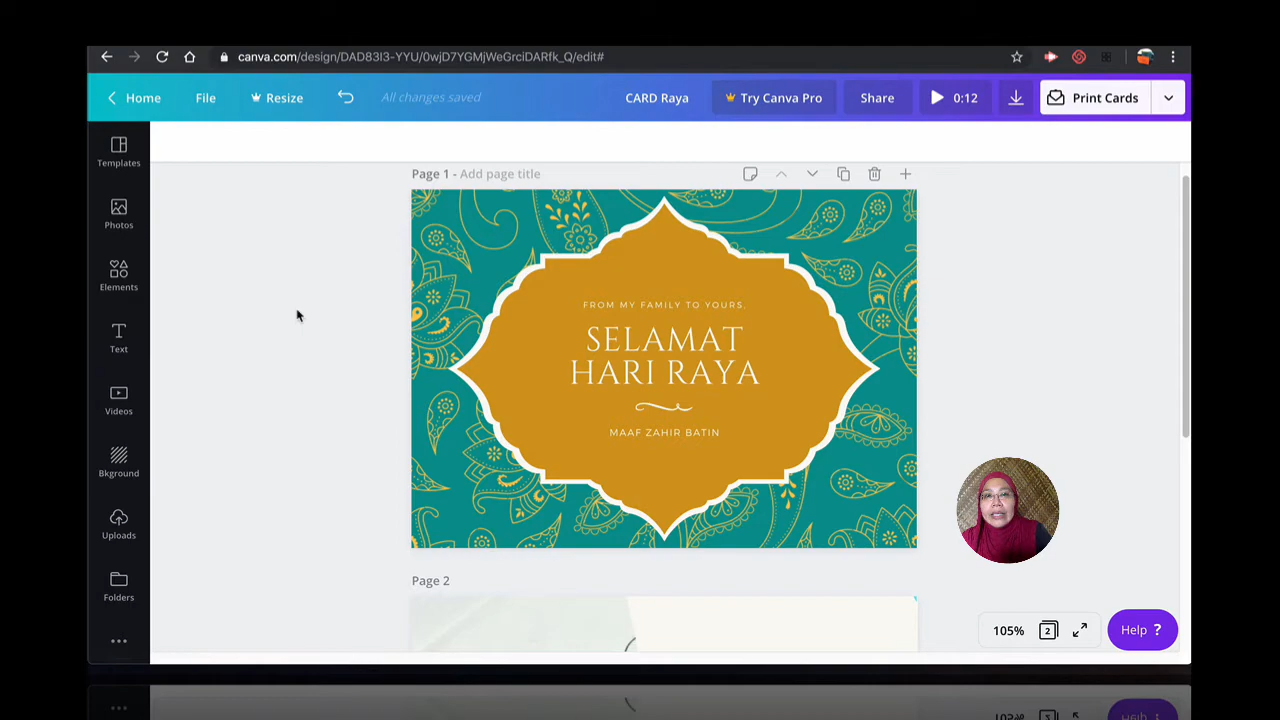 canva.com/design/DAD83I3-YYU/0wjD7YGMjWeGrciDARfk_Q/edit#
Home File Resize All changes saved CARD Raya Try Canva Pro Share 0:12 Print Cards
Templates
Photos
Elements
Text
Videos
Bkground
Uploads
Folders
Page 1 - Add page title
FROM MY FAMILY TO YOURS,
SELAMAT
HARI RAYA
MAAF ZAHIR BATIN
Page 2
105% 2 Help ?